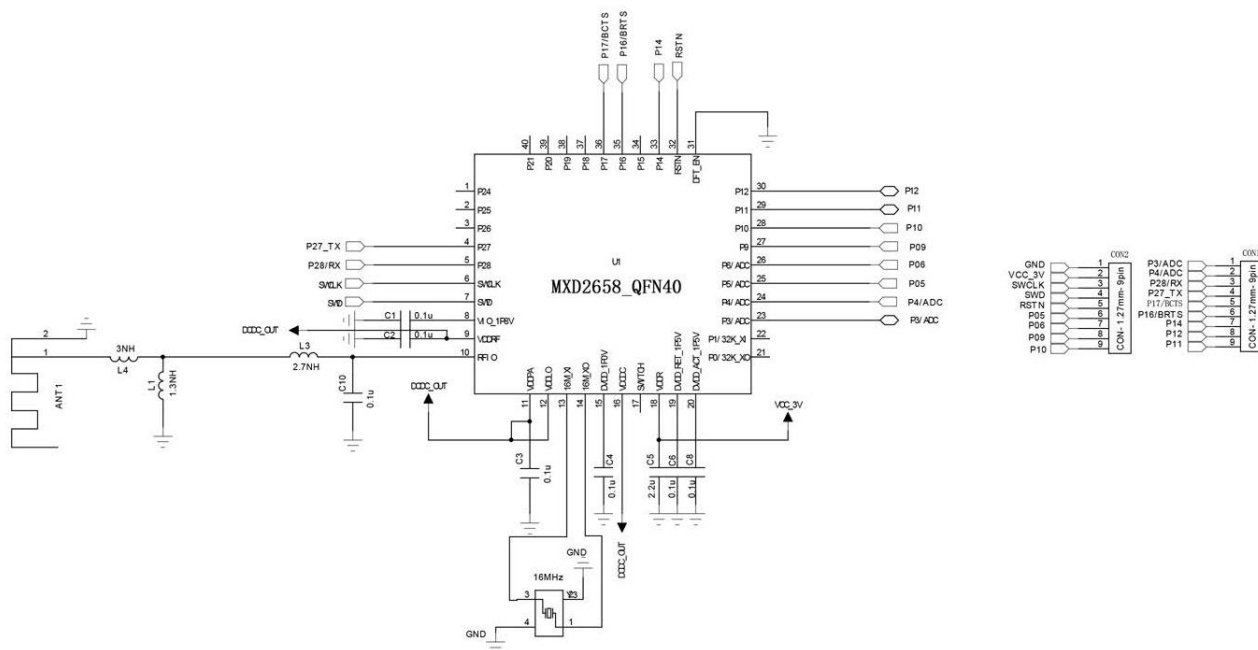 P17/BCTS
P16/BRTS
P14
RSTN
40
39
38
37
36
35
34
33
32
31
P21
P20
P19
P18
P17
P16
P15
P14
RSTN
DFT_EN
1 P24
2 P25
3 P26
P27_TX 4 P27
P28/RX 5 P28
SWCLK 6 SWCLK
SWD 7 SWD
C1 0.1u 8 VIO_1P8V
DCDC_OUT C2 0.1u 9 VDDRF
10 RFIO
U1
MXD2658_QFN40
P12 30 P12
P11 29 P11
P10 28 P10
P9 27 P09
P6/ADC 26 P06
P5/ADC 25 P05
P4/ADC 24 P4/ADC
P3/ADC 23 P3/ADC
P1/32K_XI 22
P0/32K_XO 21
VDDPA
VDDLO
16M_XI
16M_XO
DVDD_1P0V
VDCDC
SWITCH
VDDR
DVDD_RET_1P5V
DVDD_ACT_1P5V
11
12
13
14
15
16
17
18
19
20
2
1
ANT1
3NH
L4
L1
1.3NH
L3
2.7NH
C10
0.1u
DCDC_OUT
VCC_3V
C3
0.1u
C4
0.1u
DCDC_OUT
C5
2.2u
C6
0.1u
C8
0.1u
GND
16MHz
3
4
1
GND
CON2
GND 1
VCC_3V 2
SWCLK 3
SWD 4
RSTN 5
P05 6
P06 7
P09 8
P10 9
CON-1.27mm-9pin
P3/ADC 1
P4/ADC 2
P28/RX 3
P27_TX 4
P17/BCTS 5
P16/BRTS 6
P14 7
P12 8
P11 9
CON-1.27mm-9pin